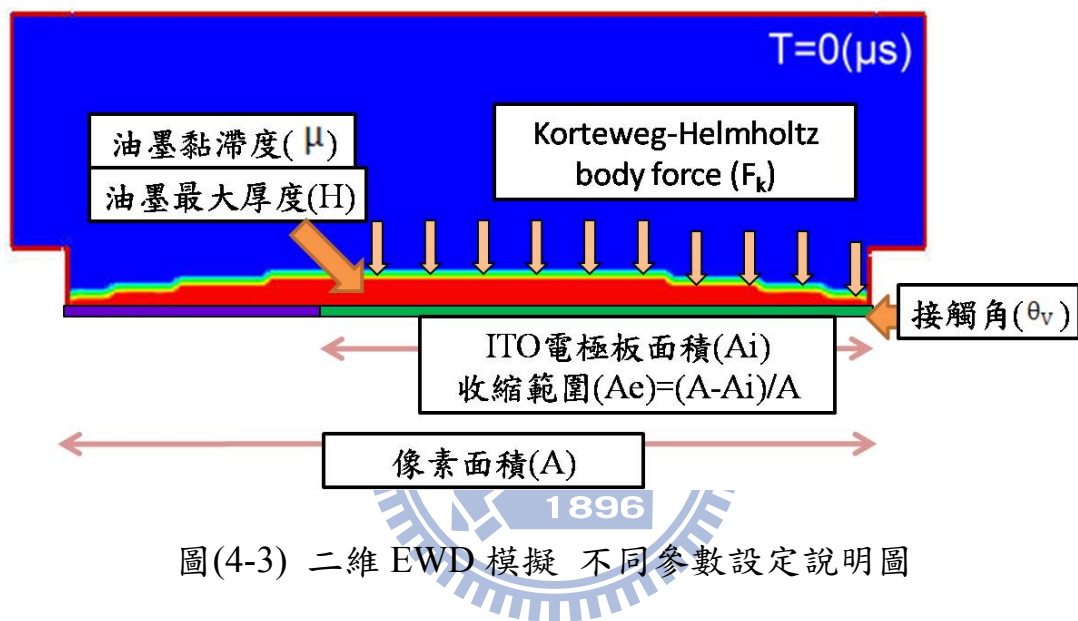 T=0(μs)
油墨黏滯度( μ )
油墨最大厚度(H)
Korteweg-Helmholtz
body force (Fk)
接觸角(θv)
ITO電極板面積(Ai)
收縮範圍(Ae)=(A-Ai)/A
像素面積(A)
1896
圖(4-3) 二維 EWD 模擬 不同參數設定說明圖